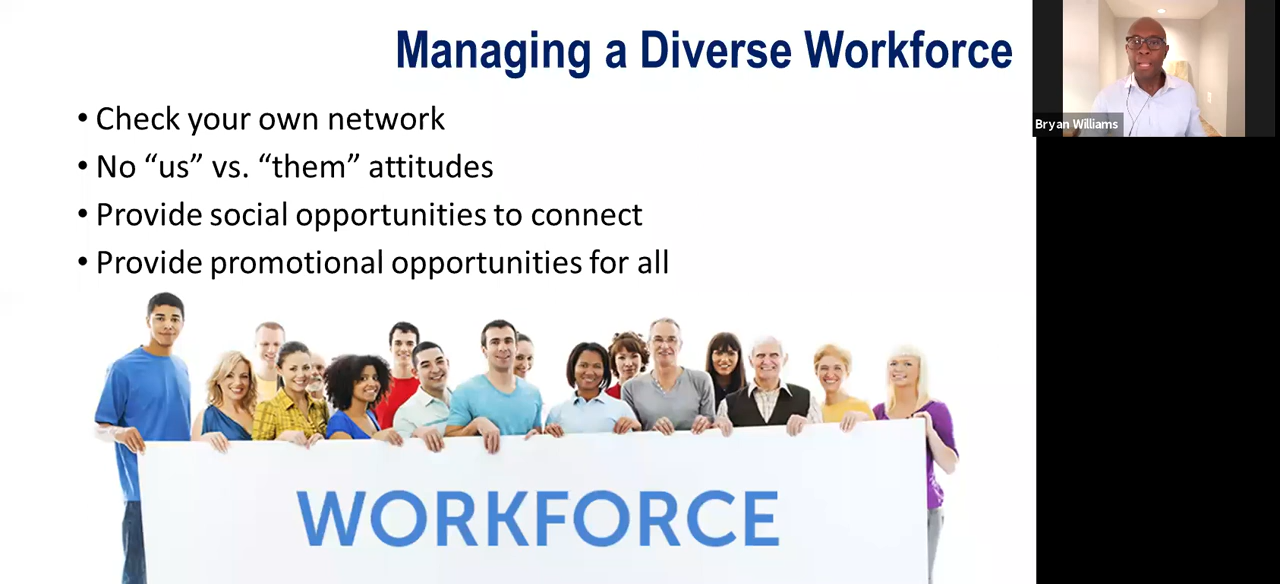 Managing a Diverse Workforce
• Check your own network
• No “us” vs. “them” attitudes
• Provide social opportunities to connect
• Provide promotional opportunities for all
WORKFORCE
Bryan Williams